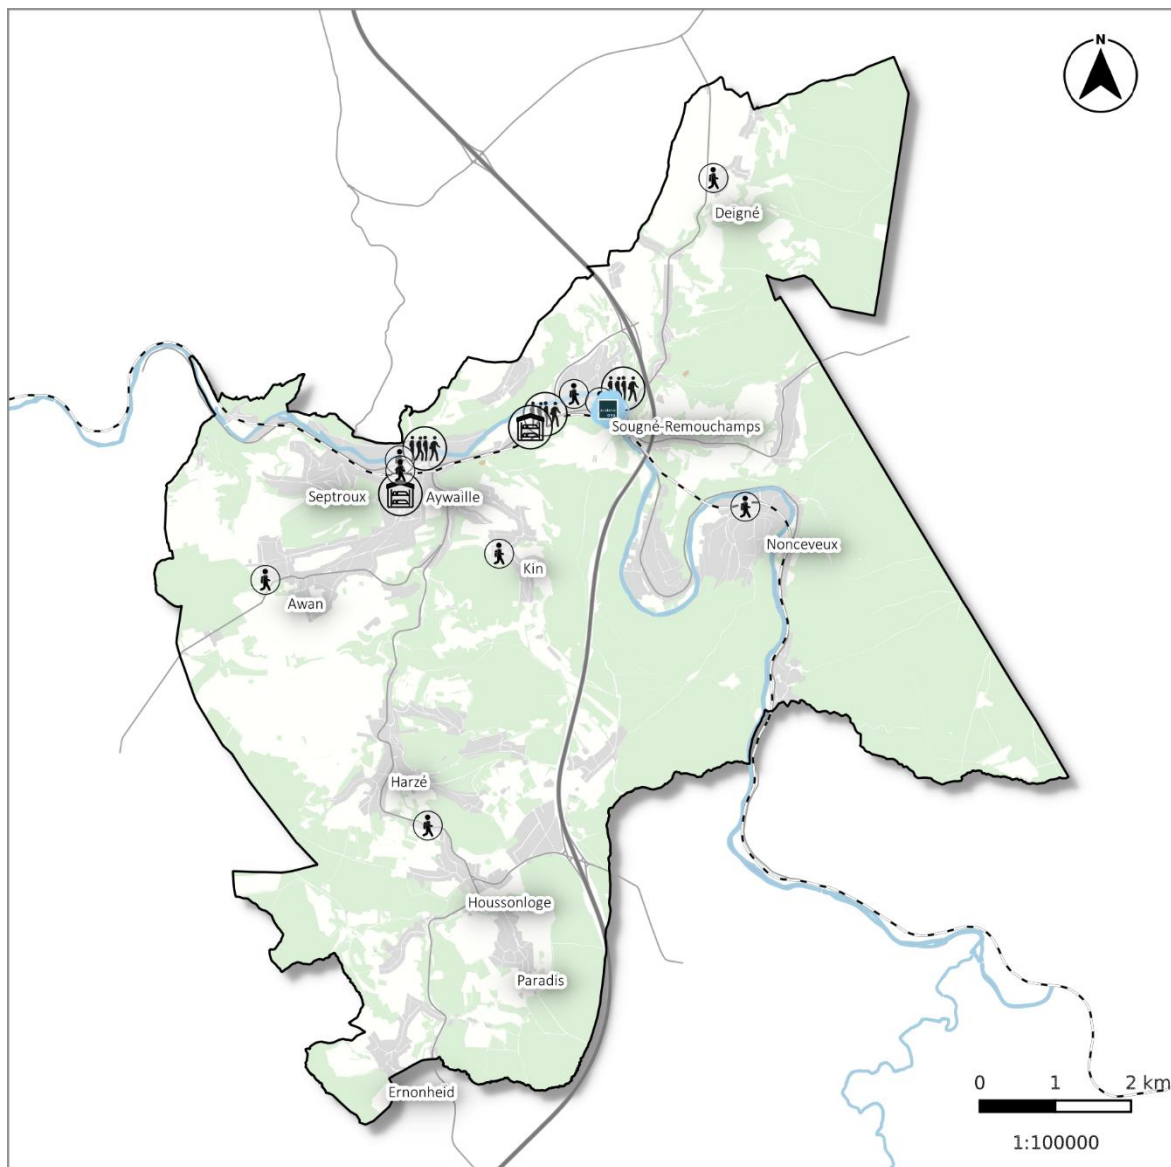 N
Deigné
Sougné-Remouchamps
Septroux
Aywaille
Nonceveux
Kin
Awan
Harzé
Houssonloge
Paradis
Ernonheid
0 1 2 km
1:100000